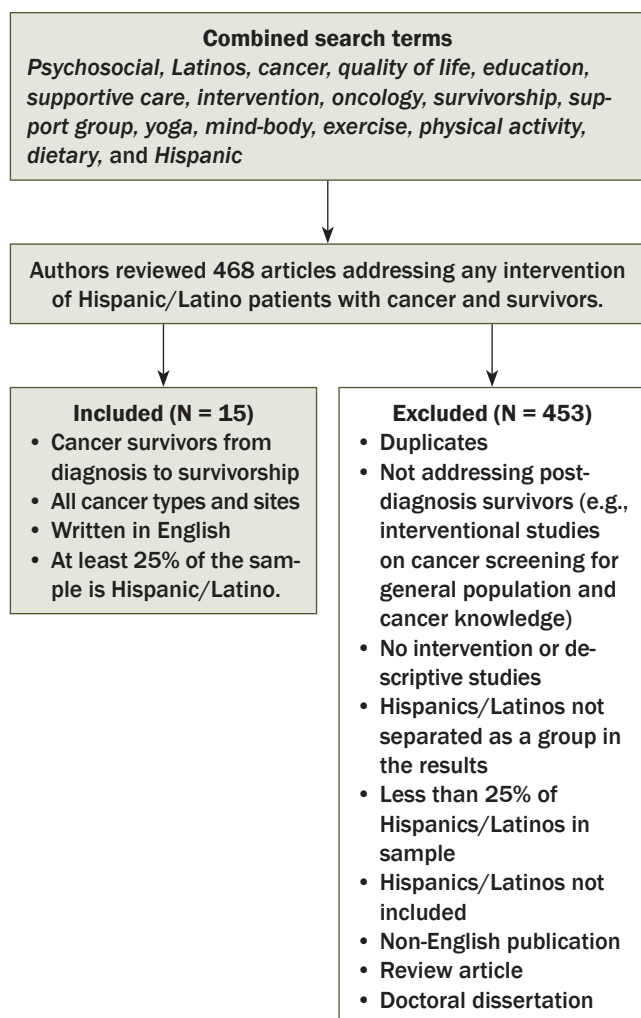 Combined search terms
Psychosocial, Latinos, cancer, quality of life, education,
supportive care, intervention, oncology, survivorship, sup-
port group, yoga, mind-body, exercise, physical activity,
dietary, and Hispanic
Authors reviewed 468 articles addressing any intervention
of Hispanic/Latino patients with cancer and survivors.
Included (N = 15)
• Cancer survivors from
diagnosis to survivorship
• All cancer types and sites
• Written in English
• At least 25% of the sam-
ple is Hispanic/Latino.
Excluded (N = 453)
• Duplicates
• Not addressing post-
diagnosis survivors (e.g.,
interventional studies
on cancer screening for
general population and
cancer knowledge)
• No intervention or de-
scriptive studies
• Hispanics/Latinos not
separated as a group in
the results
• Less than 25% of
Hispanics/Latinos in
sample
• Hispanics/Latinos not
included
• Non-English publication
• Review article
• Doctoral dissertation